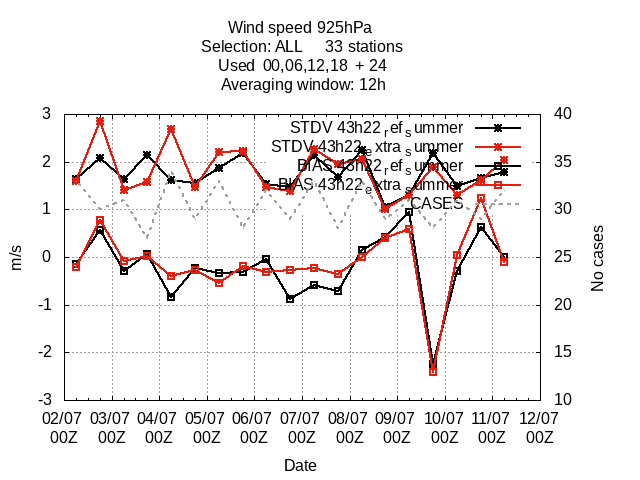 Wind speed 925hPa
Selection: ALL 33 stations
Used 00,06,12,18 + 24
Averaging window: 12h
STDV 43h22_ref_summer
STDV 43h22_extra_summer
BIAS 43h22_ref_summer
BIAS 43h22_extra_summer
CASES
3
2
1
0
-1
-2
-3
m/s
40
35
30
25
20
15
10
No cases
02/07 03/07 04/07 05/07 06/07 07/07 08/07 09/07 10/07 11/07 12/07
00Z 00Z 00Z 00Z 00Z 00Z 00Z 00Z 00Z 00Z 00Z
Date